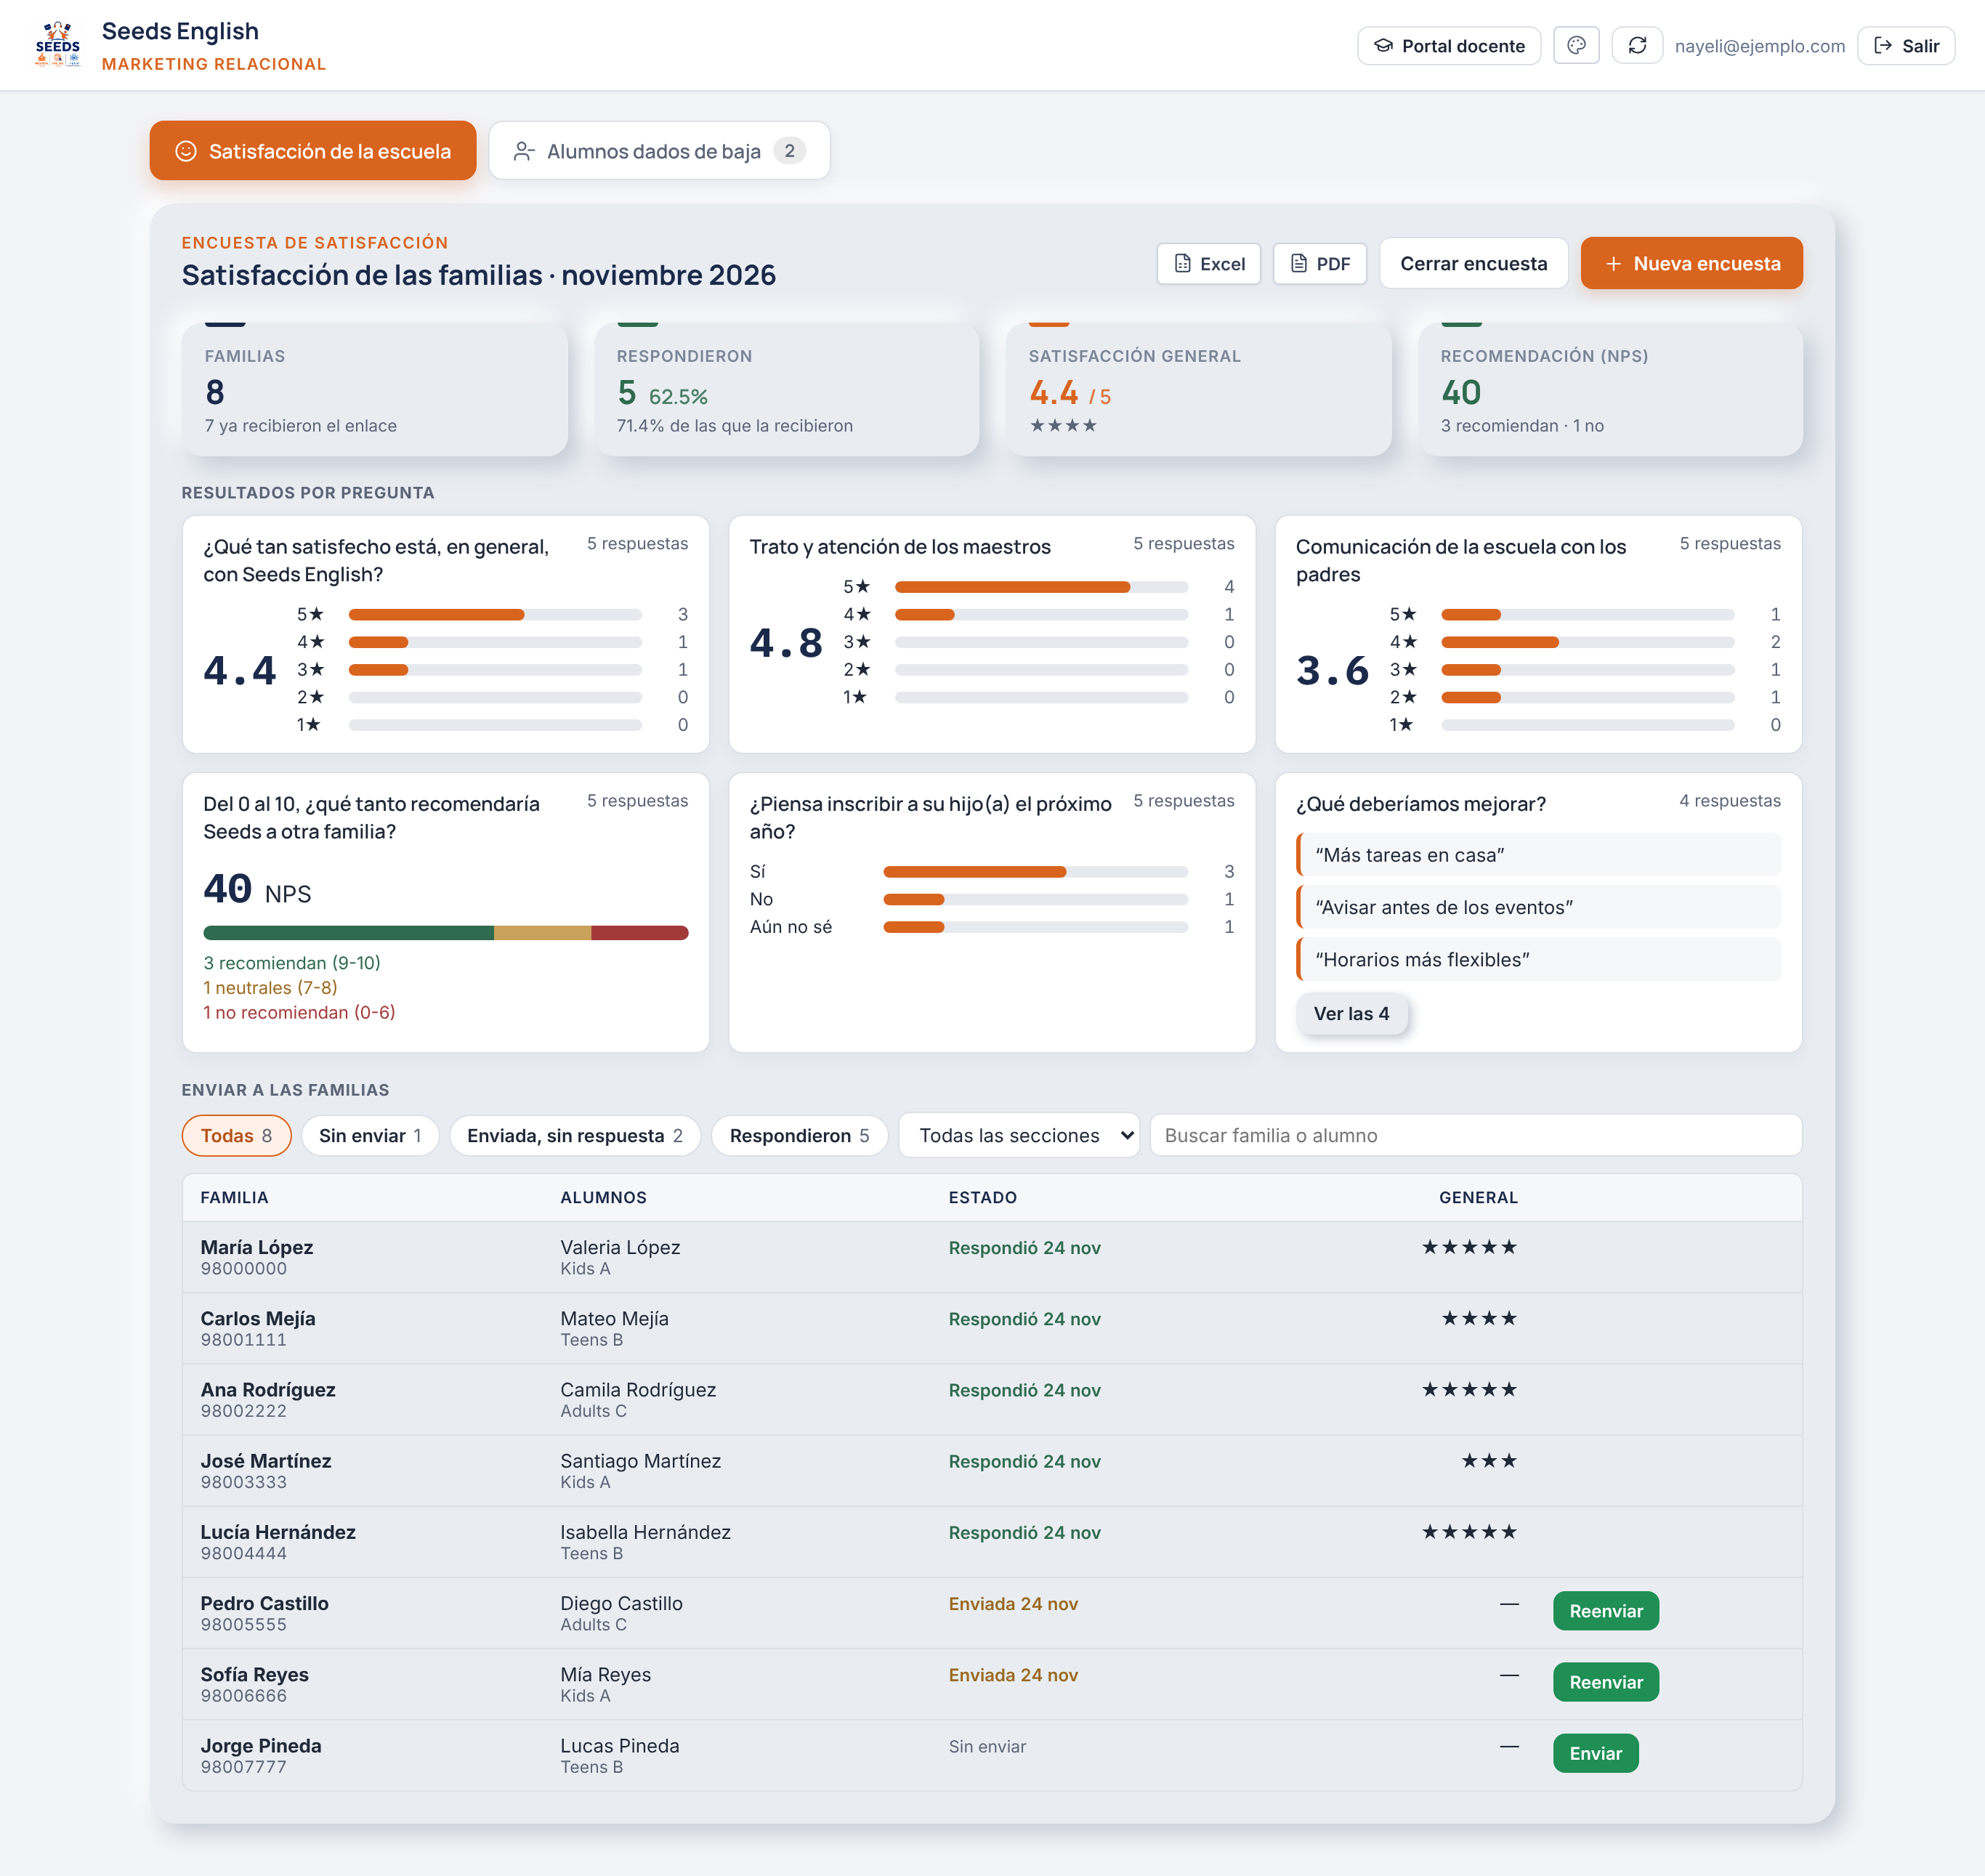 SEEDS
Seeds English
MARKETING RELACIONAL
Portal docente
nayeli@ejemplo.com
Salir
Satisfacción de la escuela
Alumnos dados de baja 2
ENCUESTA DE SATISFACCIÓN
Satisfacción de las familias · noviembre 2026
Excel
PDF
Cerrar encuesta
+ Nueva encuesta
FAMILIAS
8
7 ya recibieron el enlace
RESPONDIERON
5 62.5%
71.4% de las que la recibieron
SATISFACCIÓN GENERAL
4.4 / 5
★★★★
RECOMENDACIÓN (NPS)
40
3 recomiendan · 1 no
RESULTADOS POR PREGUNTA
¿Qué tan satisfecho está, en general,
con Seeds English?
5 respuestas
4.4
5★ 3
4★ 1
3★ 1
2★ 0
1★ 0
Trato y atención de los maestros
5 respuestas
4.8
5★ 4
4★ 1
3★ 0
2★ 0
1★ 0
Comunicación de la escuela con los
padres
5 respuestas
3.6
5★ 1
4★ 2
3★ 1
2★ 1
1★ 0
Del 0 al 10, ¿qué tanto recomendaría
Seeds a otra familia?
5 respuestas
40 NPS
3 recomiendan (9-10)
1 neutrales (7-8)
1 no recomiendan (0-6)
¿Piensa inscribir a su hijo(a) el próximo
año?
5 respuestas
Sí 3
No 1
Aún no sé 1
¿Qué deberíamos mejorar?
4 respuestas
“Más tareas en casa”
“Avisar antes de los eventos”
“Horarios más flexibles”
Ver las 4
ENVIAR A LAS FAMILIAS
Todas 8
Sin enviar 1
Enviada, sin respuesta 2
Respondieron 5
Todas las secciones
Buscar familia o alumno
FAMILIA ALUMNOS ESTADO GENERAL
María López Valeria López Respondió 24 nov ★★★★★
98000000 Kids A
Carlos Mejía Mateo Mejía Respondió 24 nov ★★★★
98001111 Teens B
Ana Rodríguez Camila Rodríguez Respondió 24 nov ★★★★★
98002222 Adults C
José Martínez Santiago Martínez Respondió 24 nov ★★★
98003333 Kids A
Lucía Hernández Isabella Hernández Respondió 24 nov ★★★★★
98004444 Teens B
Pedro Castillo Diego Castillo Enviada 24 nov — Reenviar
98005555 Adults C
Sofía Reyes Mía Reyes Enviada 24 nov — Reenviar
98006666 Kids A
Jorge Pineda Lucas Pineda Sin enviar — Enviar
98007777 Teens B